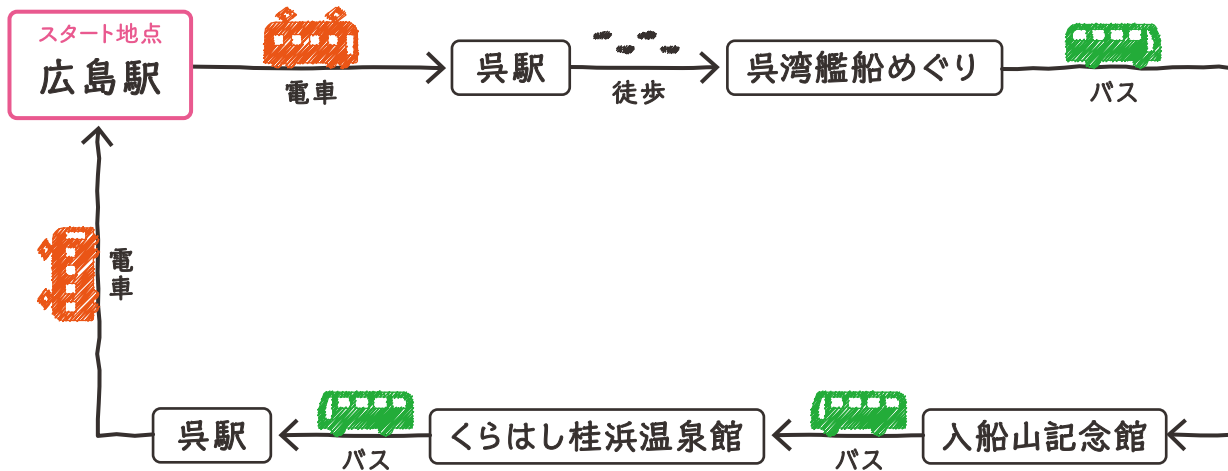 スタート地点
広島駅
電車
呉駅
徒歩
呉湾艦船めぐり
バス
入船山記念館
バス
くらはし桂浜温泉館
バス
呉駅
電車